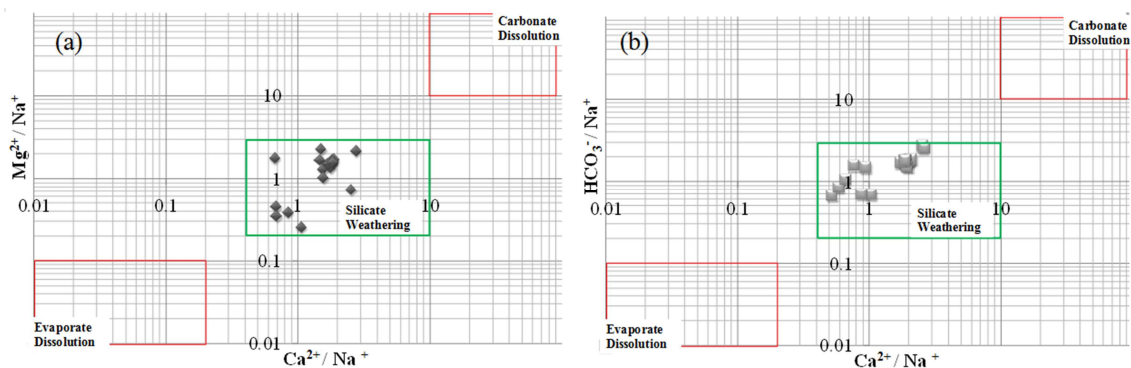 (a)
Carbonate
Dissolution
10
Mg²⁺/ Na⁺
1
0.01
0.1
1
10
Silicate
Weathering
0.1
Evaporate
Dissolution
0.01
Ca²⁺/ Na⁺
(b)
Carbonate
Dissolution
10
HCO₃⁻/ Na⁺
1
0.01
0.1
1
10
Silicate
Weathering
0.1
Evaporate
Dissolution
0.01
Ca²⁺/ Na⁺